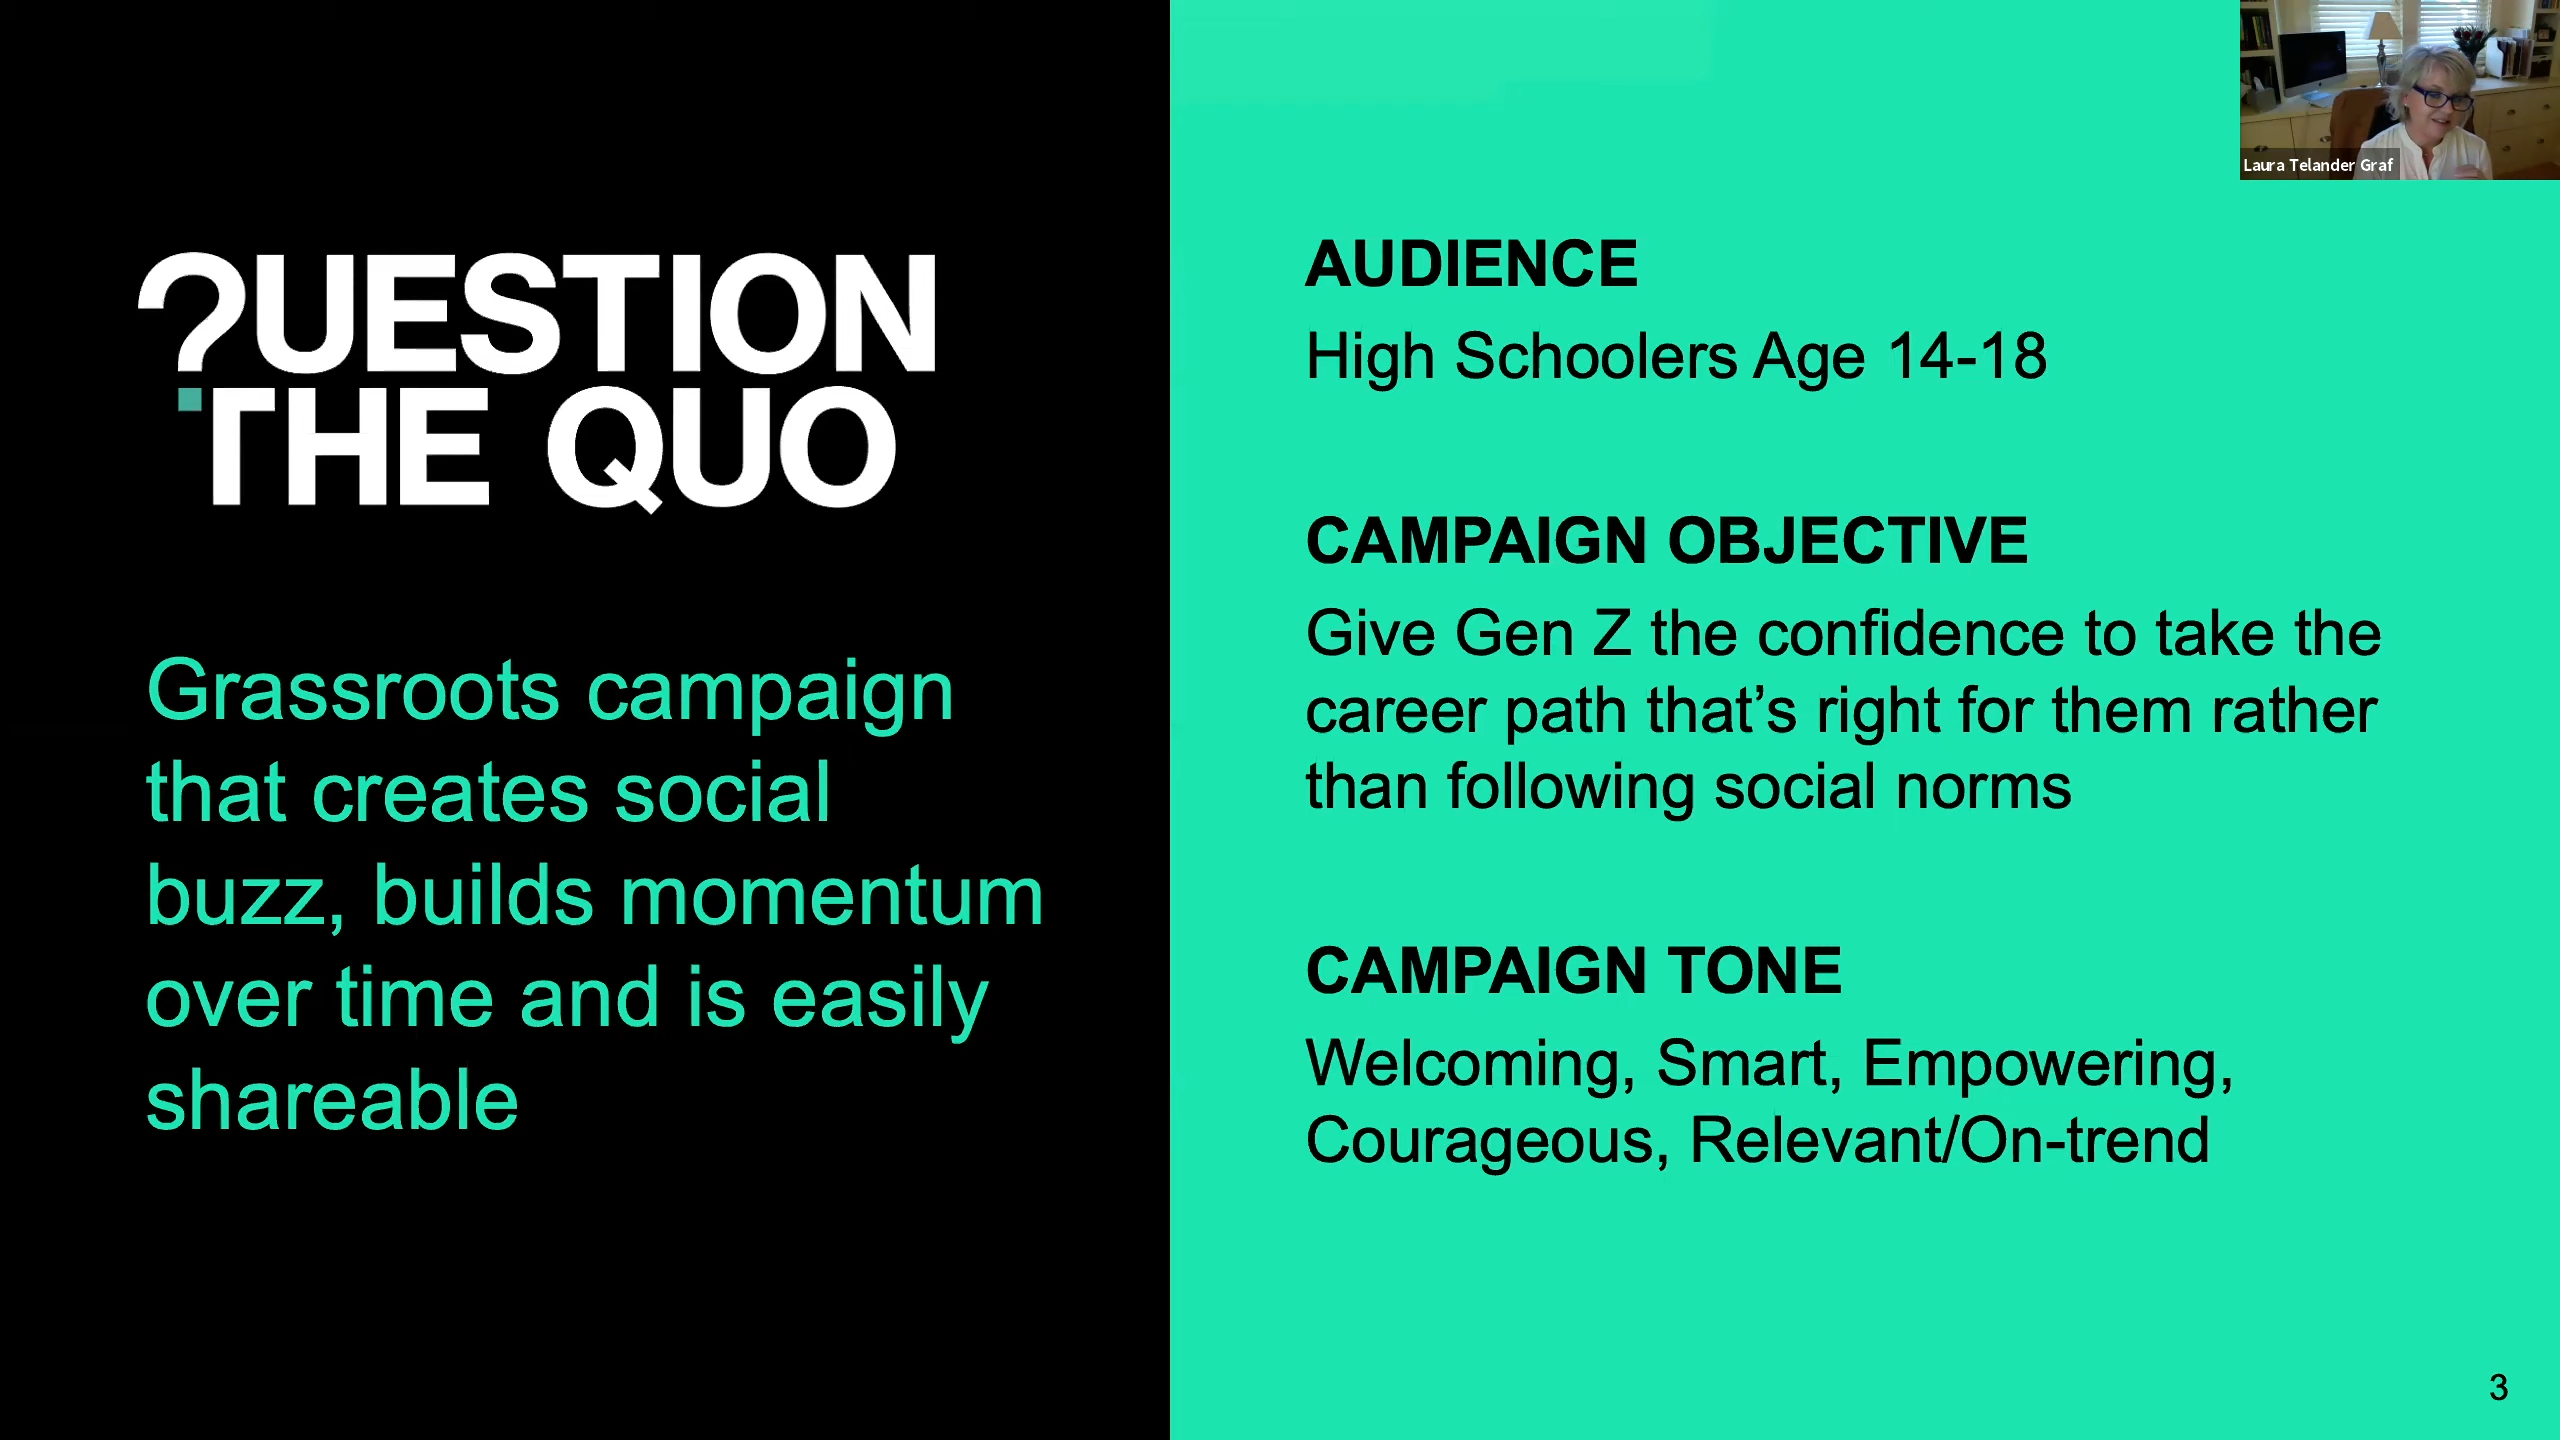 QUESTION
THE QUO
Grassroots campaign
that creates social
buzz, builds momentum
over time and is easily
shareable
Laura Telander Graf
AUDIENCE
High Schoolers Age 14-18
CAMPAIGN OBJECTIVE
Give Gen Z the confidence to take the
career path that’s right for them rather
than following social norms
CAMPAIGN TONE
Welcoming, Smart, Empowering,
Courageous, Relevant/On-trend
3